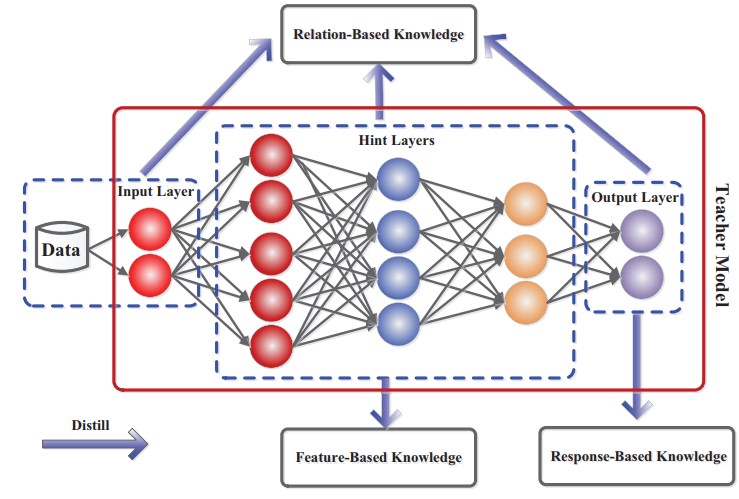 Relation-Based Knowledge
Hint Layers
Input Layer
Output Layer
Data
Teacher Model
Distill
Feature-Based Knowledge
Response-Based Knowledge